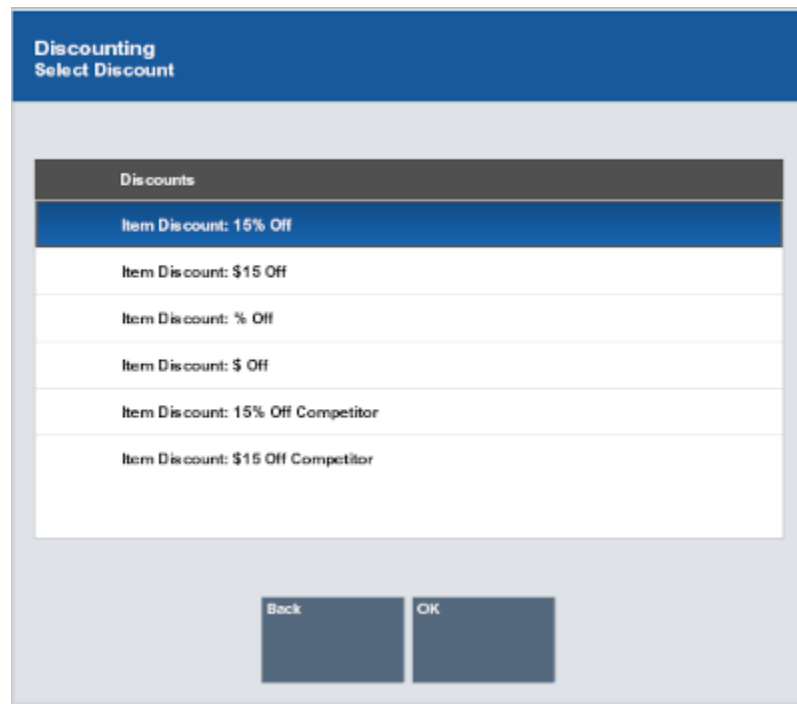 Discounting
Select Discount
Discounts
Item Discount: 15% Off
Item Discount: $15 Off
Item Discount: % Off
Item Discount: $ Off
Item Discount: 15% Off Competitor
Item Discount: $15 Off Competitor
Back
OK